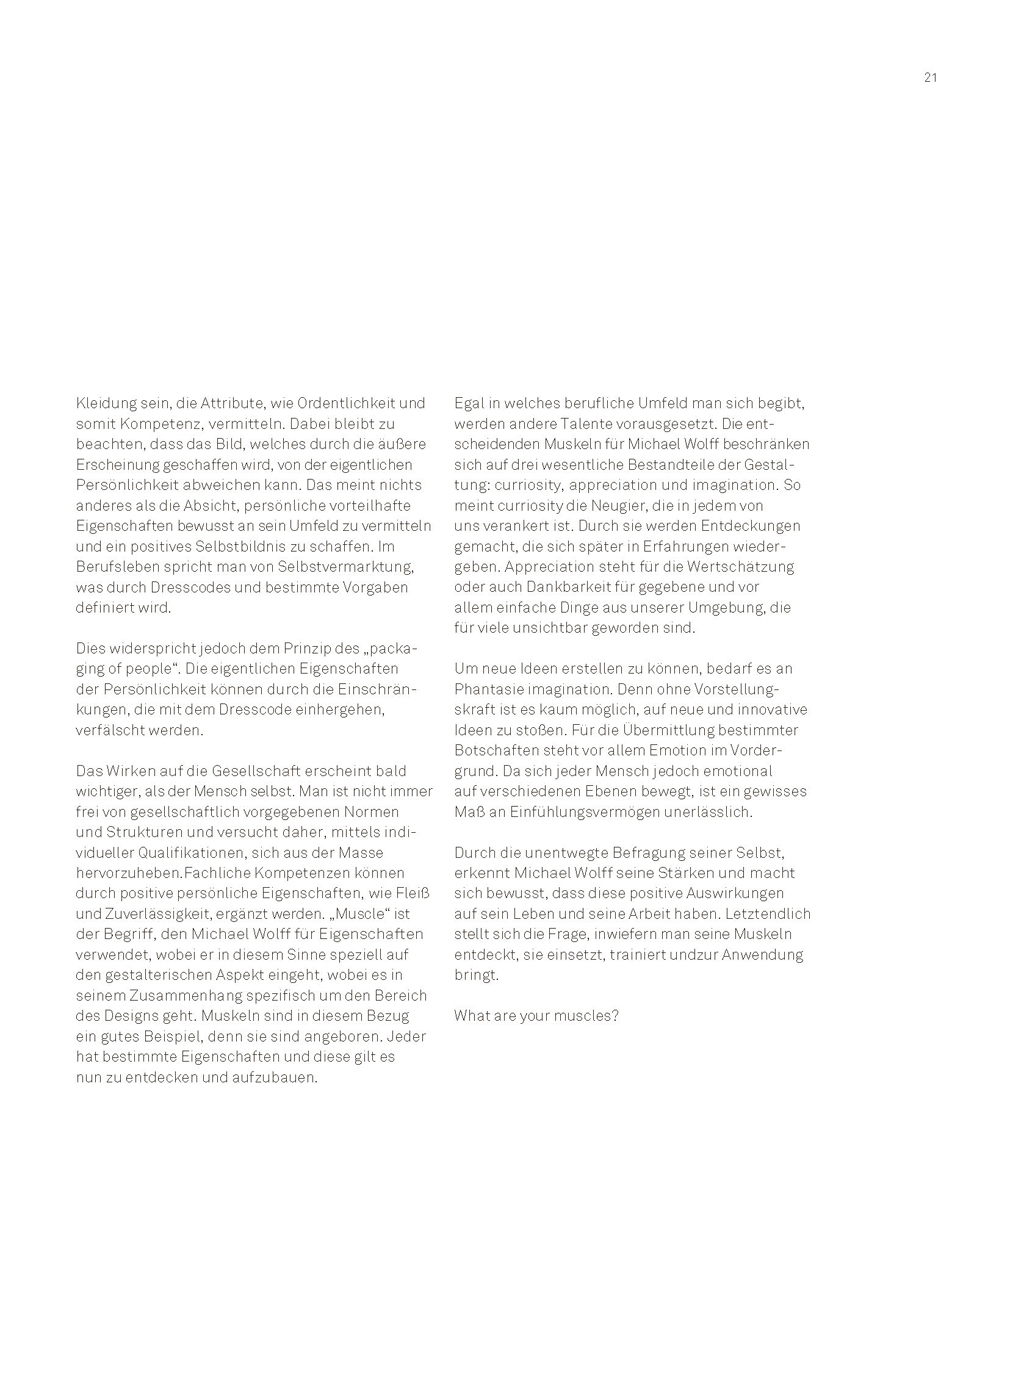 21
Kleidung sein, die Attribute, wie Ordentlichkeit und
somit Kompetenz, vermitteln. Dabei bleibt zu
beachten, dass das Bild, welches durch die äußere
Erscheinung geschaffen wird, von der eigentlichen
Persönlichkeit abweichen kann. Das meint nichts
anderes als die Absicht, persönliche vorteilhafte
Eigenschaften bewusst an sein Umfeld zu vermitteln
und ein positives Selbstbildnis zu schaffen. Im
Berufsleben spricht man von Selbstvermarktung,
was durch Dresscodes und bestimmte Vorgaben
definiert wird.

Dies widerspricht jedoch dem Prinzip des „packa-
ging of people“. Die eigentlichen Eigenschaften
der Persönlichkeit können durch die Einschrän-
kungen, die mit dem Dresscode einhergehen,
verfälscht werden.

Das Wirken auf die Gesellschaft erscheint bald
wichtiger, als der Mensch selbst. Man ist nicht immer
frei von gesellschaftlich vorgegebenen Normen
und Strukturen und versucht daher, mittels indi-
vidueller Qualifikationen, sich aus der Masse
hervorzuheben.Fachliche Kompetenzen können
durch positive persönliche Eigenschaften, wie Fleiß
und Zuverlässigkeit, ergänzt werden. „Muscle“ ist
der Begriff, den Michael Wolff für Eigenschaften
verwendet, wobei er in diesem Sinne speziell auf
den gestalterischen Aspekt eingeht, wobei es in
seinem Zusammenhang spezifisch um den Bereich
des Designs geht. Muskeln sind in diesem Bezug
ein gutes Beispiel, denn sie sind angeboren. Jeder
hat bestimmte Eigenschaften und diese gilt es
nun zu entdecken und aufzubauen.

Egal in welches berufliche Umfeld man sich begibt,
werden andere Talente vorausgesetzt. Die ent-
scheidenden Muskeln für Michael Wolff beschränken
sich auf drei wesentliche Bestandteile der Gestal-
tung: curriosity, appreciation und imagination. So
meint curriosity die Neugier, die in jedem von
uns verankert ist. Durch sie werden Entdeckungen
gemacht, die sich später in Erfahrungen wieder-
geben. Appreciation steht für die Wertschätzung
oder auch Dankbarkeit für gegebene und vor
allem einfache Dinge aus unserer Umgebung, die
für viele unsichtbar geworden sind.

Um neue Ideen erstellen zu können, bedarf es an
Phantasie imagination. Denn ohne Vorstellung-
skraft ist es kaum möglich, auf neue und innovative
Ideen zu stoßen. Für die Übermittlung bestimmter
Botschaften steht vor allem Emotion im Vorder-
grund. Da sich jeder Mensch jedoch emotional
auf verschiedenen Ebenen bewegt, ist ein gewisses
Maß an Einfühlungsvermögen unerlässlich.

Durch die unentwegte Befragung seiner Selbst,
erkennt Michael Wolff seine Stärken und macht
sich bewusst, dass diese positive Auswirkungen
auf sein Leben und seine Arbeit haben. Letztendlich
stellt sich die Frage, inwiefern man seine Muskeln
entdeckt, sie einsetzt, trainiert undzur Anwendung
bringt.

What are your muscles?